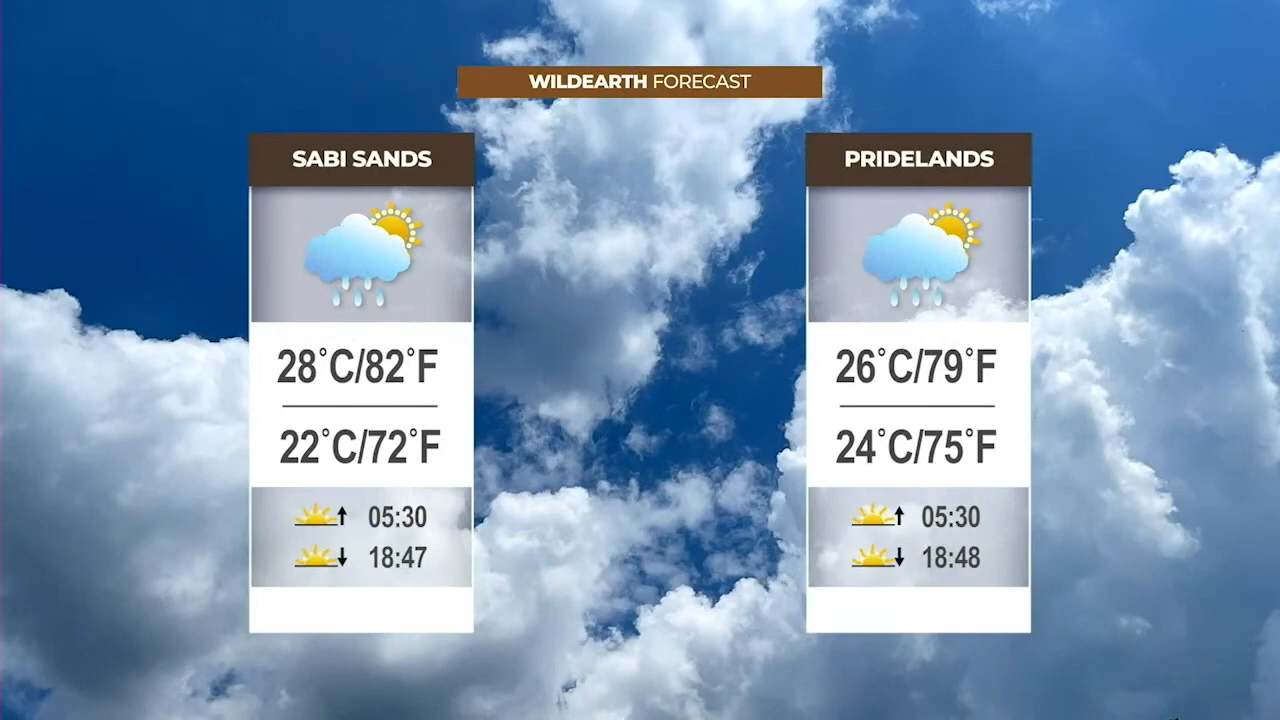 WILDEARTH FORECAST
SABI SANDS
28°C/82°F
22°C/72°F
05:30
18:47
PRIDELANDS
26°C/79°F
24°C/75°F
05:30
18:48